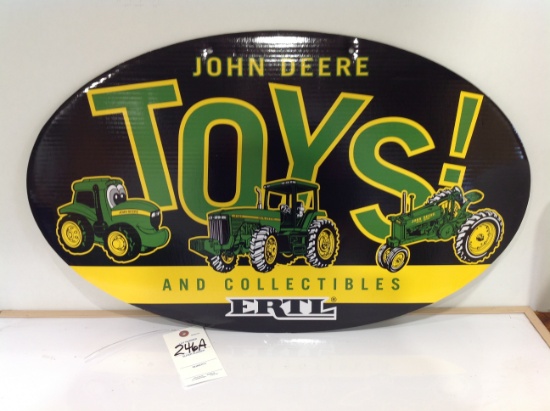 JOHN DEERE
TOYS!
AND COLLECTIBLES
ERTL®
246A